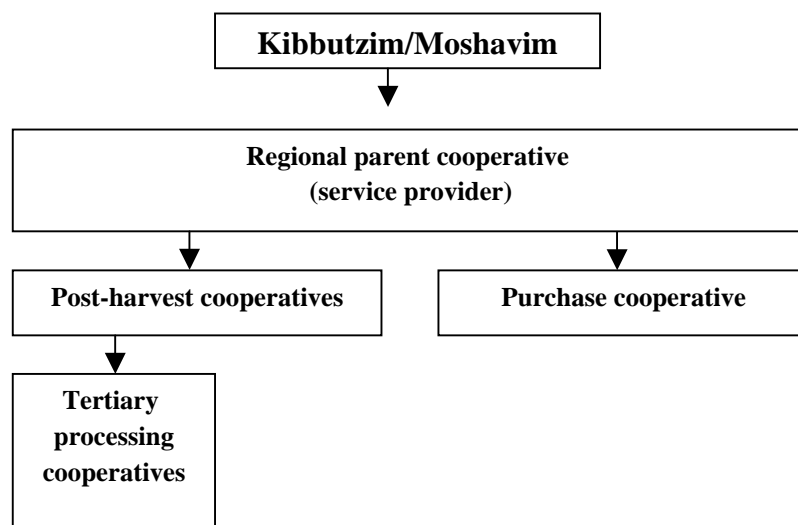 Kibbutzim/Moshavim
Regional parent cooperative
(service provider)
Post-harvest cooperatives
Purchase cooperative
Tertiary
processing
cooperatives